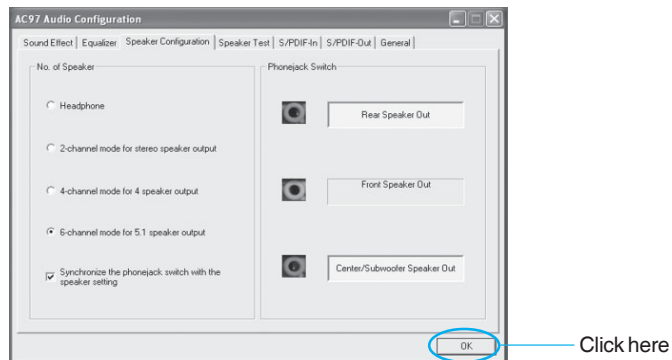 AC97 Audio Configuration
Sound Effect Equalizer Speaker Configuration Speaker Test S/PDIF-In S/PDIF-Out General
No. of Speaker
Headphone
2-channel mode for stereo speaker output
4-channel mode for 4 speaker output
6-channel mode for 5.1 speaker output
Synchronize the phonejack switch with the
speaker setting
Phonejack Switch
Rear Speaker Out
Front Speaker Out
Center/Subwoofer Speaker Out
OK
Click here